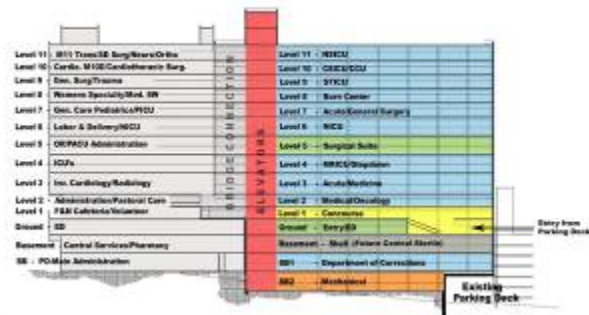 Level 11 - M11 Trans/SD Surg/Neuro/Ortho
Level 10 - Cardio. M10E/Cardiothoracic Surg.
Level 9 - Gen. Surg/Trauma
Level 8 - Womens Specialty/Med. SW
Level 7 - Gen. Care Pediatrics/PICU
Level 6 - Labor & Delivery/NICU
Level 5 - OR/PACU Administration
Level 4 - ICUs
Level 3 - Inv. Cardiology/Radiology
Level 2 - Administration/Pastoral Care
Level 1 - F&N Cafeteria/Volunteer
Ground - ED
Basement - Central Services/Pharmacy
SB - PO-Main Administration
BRIDGE CONNECTION
ELEVATORS
Level 11 - NSICU
Level 10 - CSICU/CCU
Level 9 - STICU
Level 8 - Burn Center
Level 7 - Acute/General Surgery
Level 6 - NICU
Level 5 - Surgical Suite
Level 4 - MRICU/Stepdown
Level 3 - Acute/Medicine
Level 2 - Medical/Oncology
Level 1 - Concourse
Ground - Entry/ED
Basement - Shell (Future Central Sterile)
SB1 - Department of Corrections
SB2 - Mechanical
Entry from
Parking Deck
Existing
Parking Deck